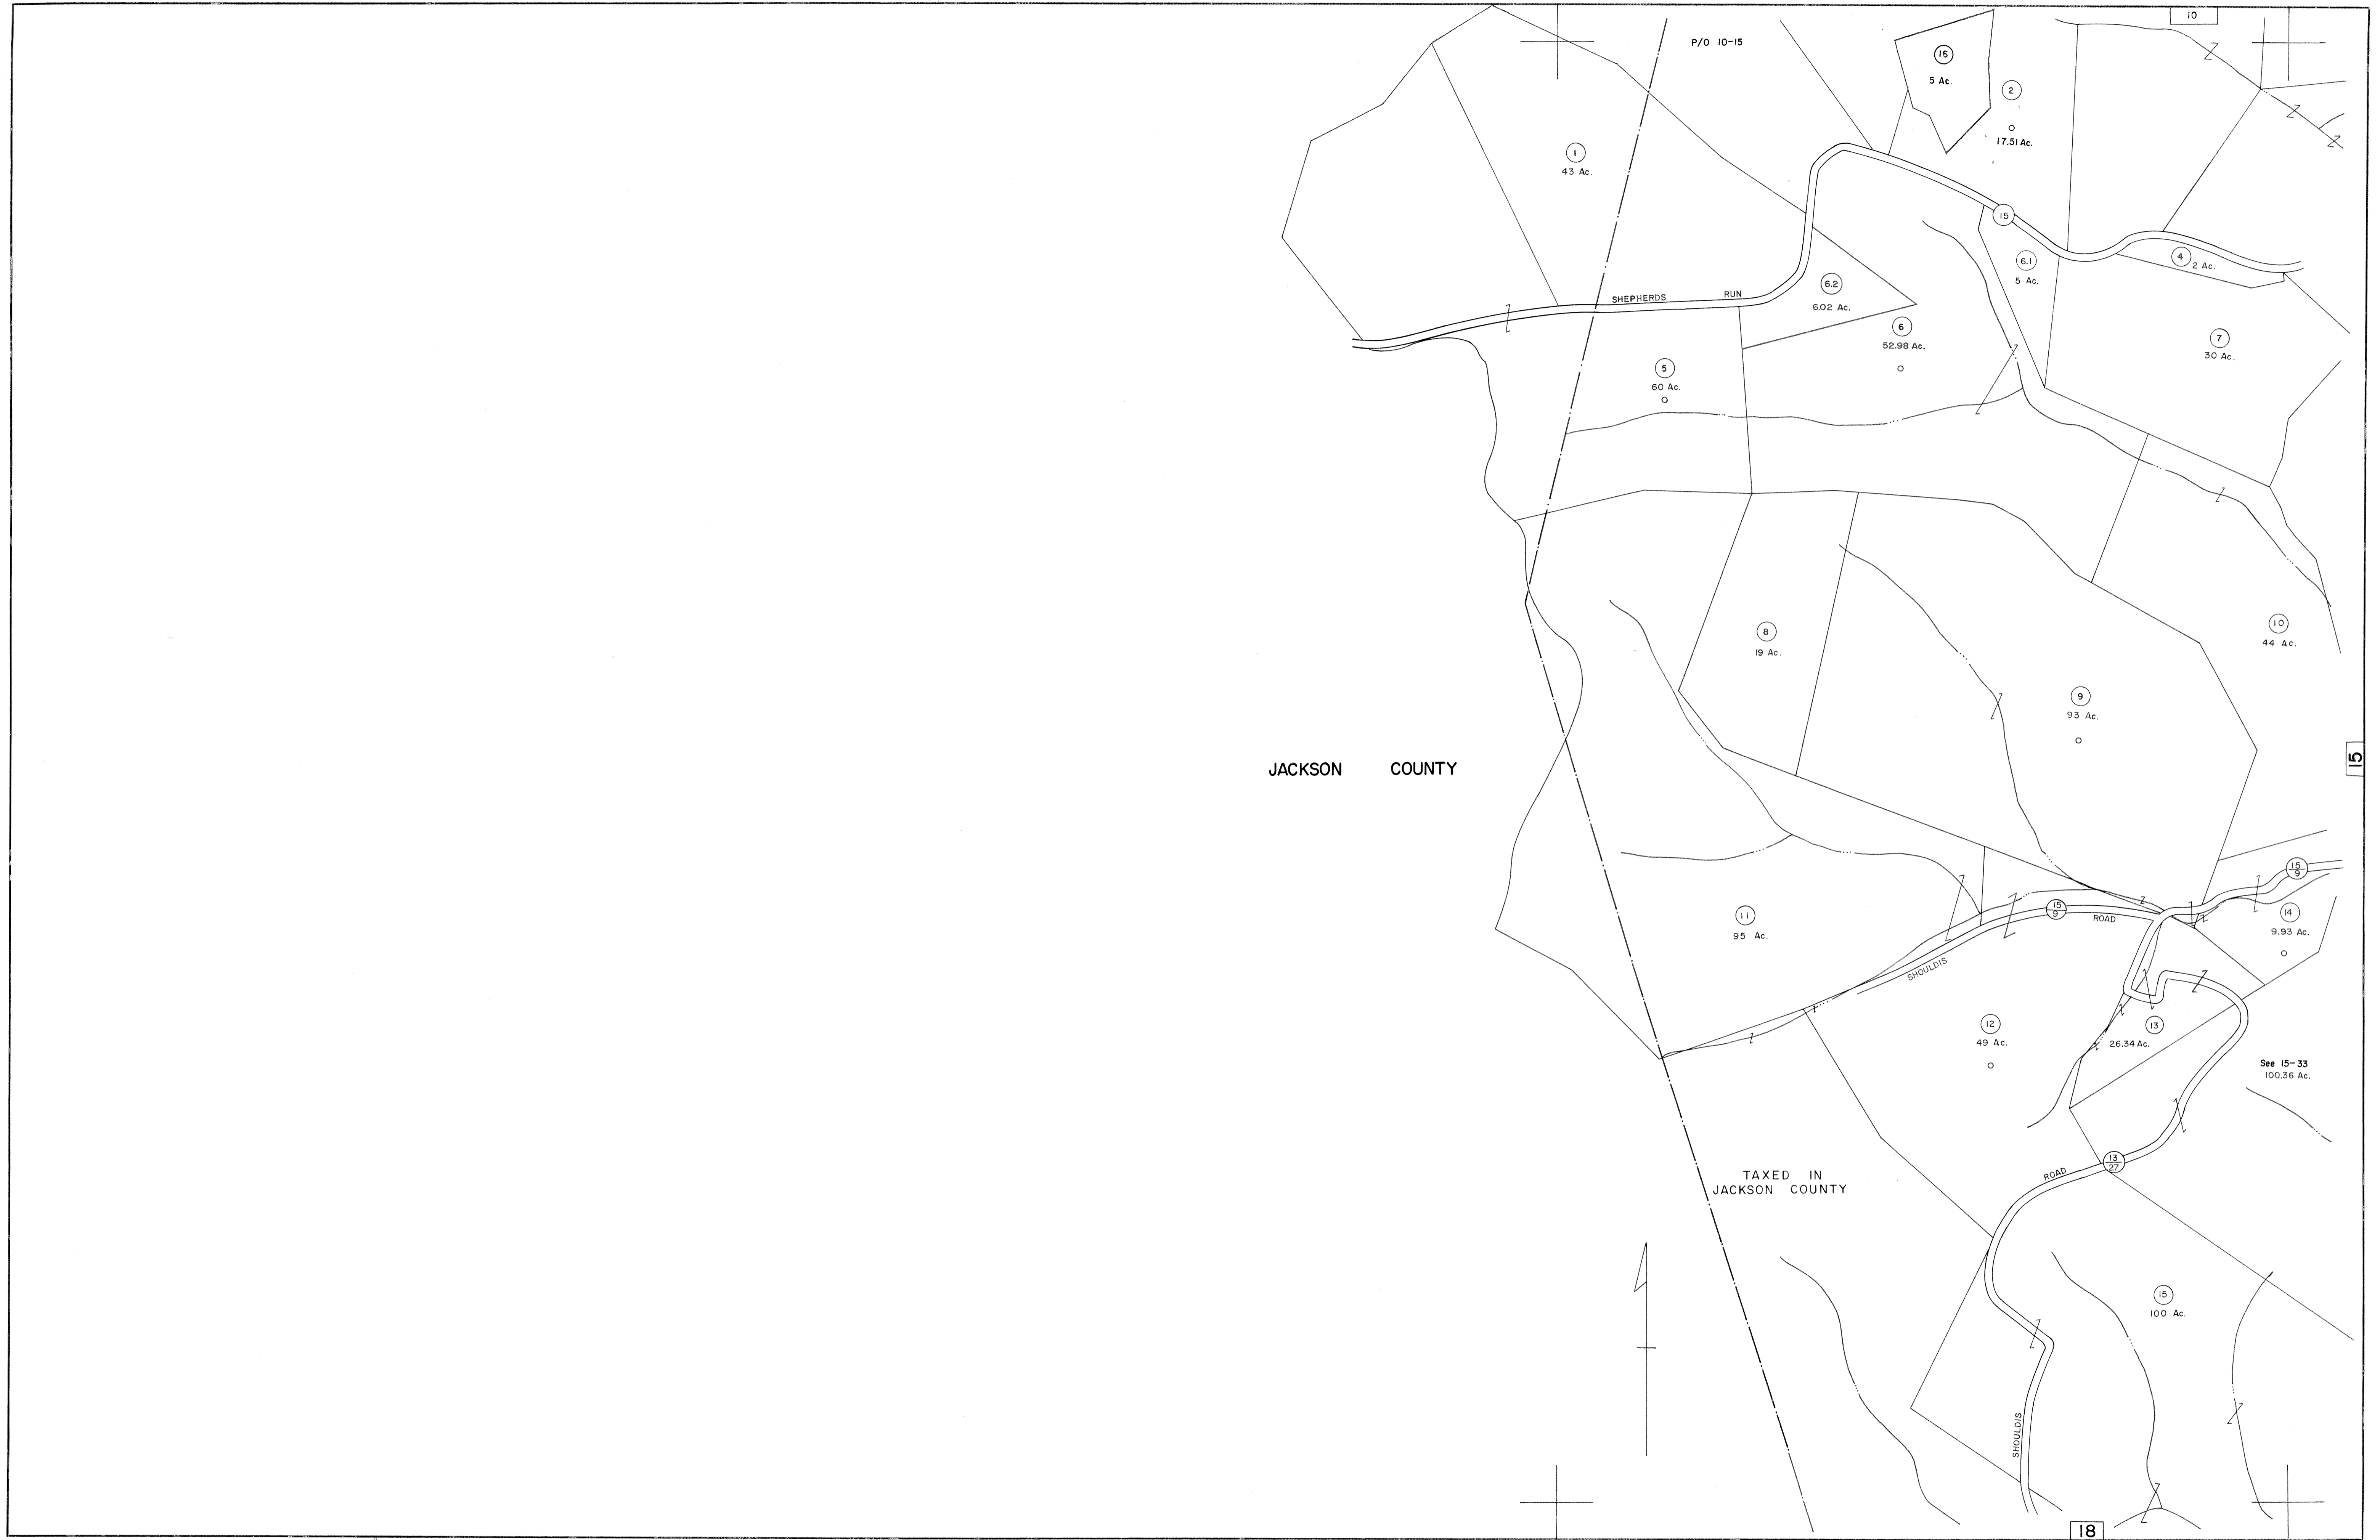 10
P/O 10-15
16
5 Ac.
2
17.51 Ac.
1
43 Ac.
15
6.1
5 Ac.
4
2 Ac.
6.2
6.02 Ac.
SHEPHERDS RUN
6
52.98 Ac.
7
30 Ac.
5
60 Ac.
8
19 Ac.
10
44 Ac.
9
93 Ac.
15
JACKSON COUNTY
15
9
15
9
ROAD
11
95 Ac.
14
9.93 Ac.
SHOULDIS
12
49 Ac.
13
26.34 Ac.
See 15-33
100.36 Ac.
13
27
ROAD
TAXED IN
JACKSON COUNTY
15
100 Ac.
SHOULDIS
18